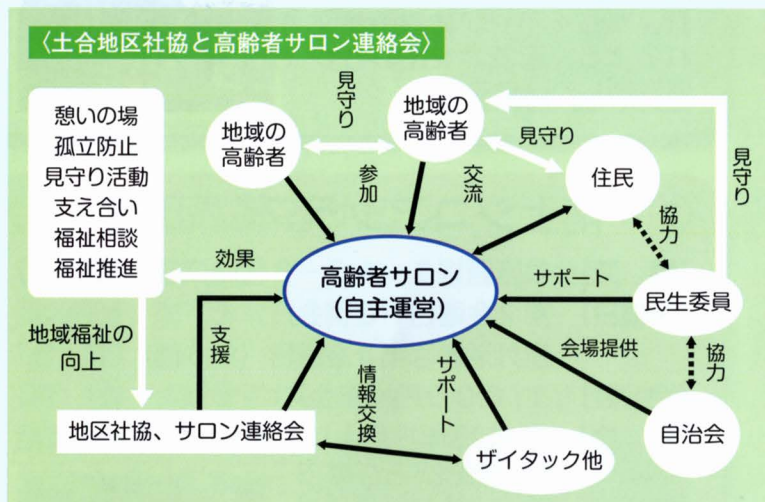 〈土合地区社協と高齢者サロン連絡会〉
憩いの場
孤立防止
見守り活動
支え合い
福祉相談
福祉推進
地域の
高齢者
見守り
地域の
高齢者
見守り
住民
見守り
参加
交流
協力
効果
高齢者サロン
(自主運営)
サポート
民生委員
地域福祉の
向上
支援
会場提供
協力
情報交換
サポート
地区社協、サロン連絡会
ザイタック他
自治会